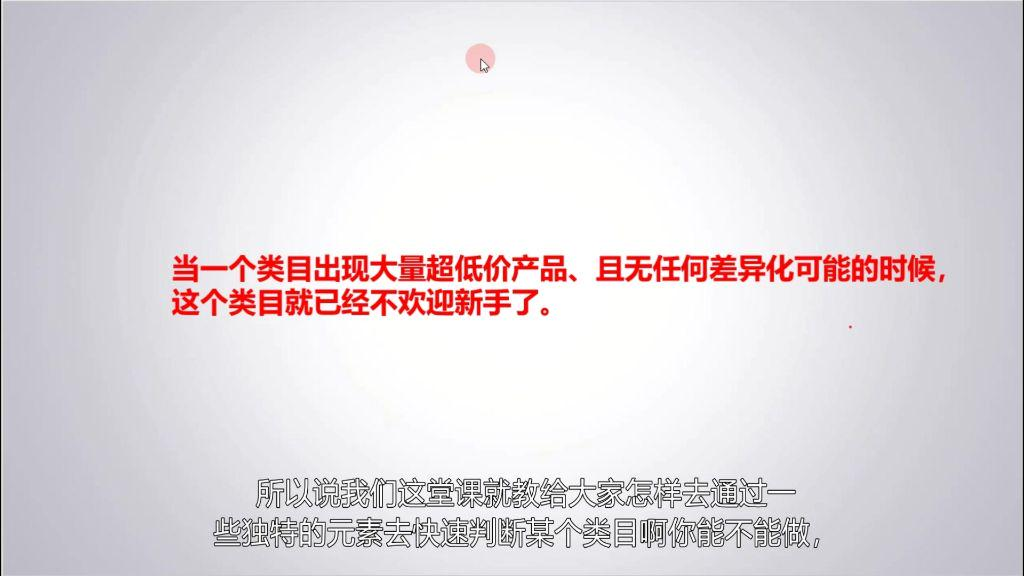 当一个类目出现大量超低价产品、且无任何差异化可能的时候，
这个类目就已经不欢迎新手了。
所以说我们这堂课就教给大家怎样去通过一
些独特的元素去快速判断某个类目啊你能不能做，